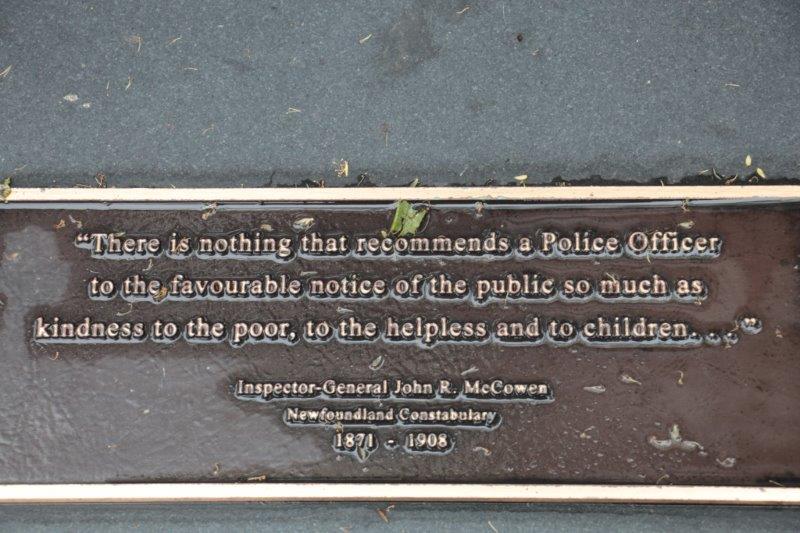 “There is nothing that recommends a Police Officer
to the favourable notice of the public so much as
kindness to the poor, to the helpless and to children. . . ”
Inspector-General John R. McCowen
Newfoundland Constabulary
1871 - 1908